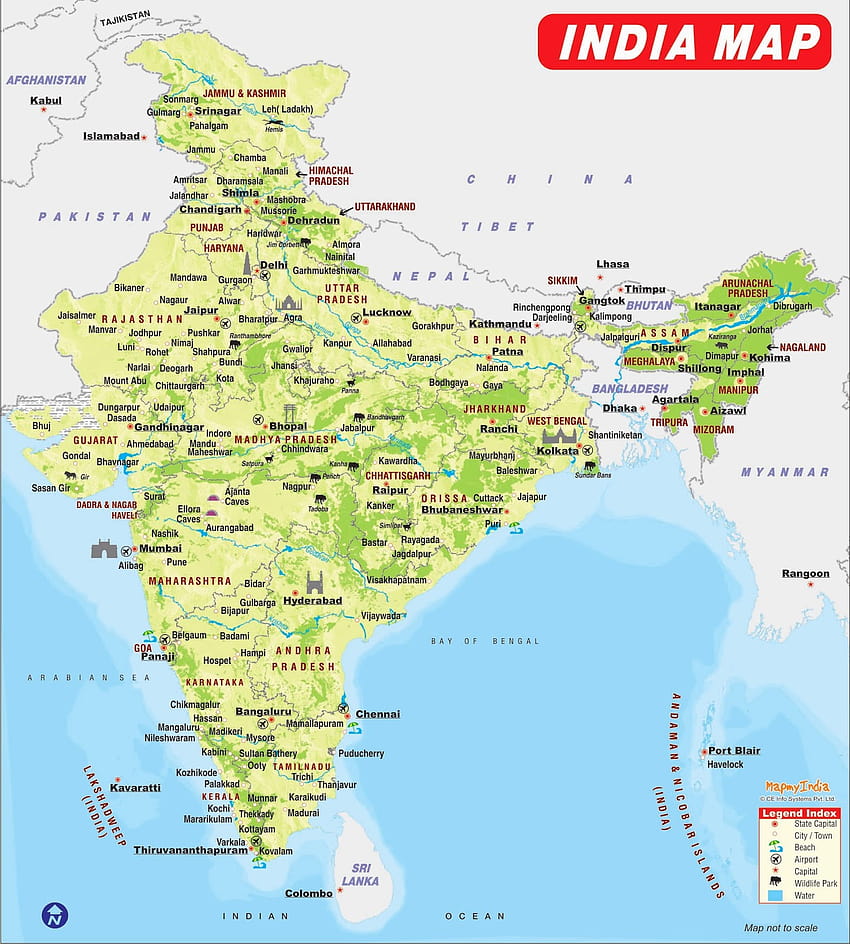 INDIA MAP
TAJIKISTAN
AFGHANISTAN
Kabul
JAMMU & KASHMIR
Sonmarg
Leh( Ladakh)
Gulmarg
Srinagar
Pahalgam
Hemis
Islamabad
Jammu
Chamba
Manali
HIMACHAL
PRADESH
Amritsar
Dharamsala
CHINA
Jalandhar
Shimla
Mashobra
UTTARAKHAND
Chandigarh
Mussorie
Dehradun
PAKISTAN
PUNJAB
Haridwar
TIBET
HARYANA
Jim Corbett
Almora
Nainital
Delhi
Garhmukteshwar
NEPAL
Lhasa
Mandawa
Gurgaon
SIKKIM
Thimpu
ARUNACHAL
PRADESH
Bikaner
UTTAR
PRADESH
Gangtok
BHUTAN
Itanagar
Dibrugarh
Nagaur
Alwar
Rinchengpong
Kalimpong
Jaisalmer
RAJASTHAN
Jaipur
Bharatpur
Agra
Lucknow
Kathmandu
Darjeeling
Manvar
Jodhpur
Pushkar
Gorakhpur
Jalpaiguri
ASSAM
Jorhat
Ranthambhore
Kaziranga
Luni
Rohet
Nimaj
Shahpura
Gwalior
Kanpur
Allahabad
BIHAR
Patna
Dispur
Dimapur
Kohima
NAGALAND
Narlai
Deogarh
Bundi
Jhansi
Varanasi
Nalanda
MEGHALAYA
Shillong
Imphal
Mount Abu
Chittaurgarh
Kota
Khajuraho
Panna
Bodhgaya
Gaya
BANGLADESH
MANIPUR
Dungarpur
Udaipur
Dasada
Bandhavgarh
JHARKHAND
Dhaka
Agartala
Aizawl
Bhuj
Gandhinagar
Indore
Bhopal
Jabalpur
Ranchi
WEST BENGAL
TRIPURA
MIZORAM
GUJARAT
Ahmedabad
Mandu
MADHYA PRADESH
Shantiniketan
Maheshwar
Chhindwara
Kolkata
Gondal
Bhavnagar
Satpura
Kanha
Kawardha
Mayurbhanj
MYANMAR
Gir
Pench
CHHATTISGARH
Baleshwar
Sundar Bans
Sasan Gir
Surat
Ajanta
Caves
Nagpur
Raipur
ORISSA
Cuttack
Jajapur
DADRA & NAGAR
HAVELI
Ellora
Caves
Tadoba
Kanker
Bhubaneshwar
Aurangabad
Simlipal
Puri
Nashik
Bastar
Rayagada
Mumbai
Jagdalpur
Alibag
Pune
Rangoon
MAHARASHTRA
Bidar
Visakhapatnam
Gulbarga
Hyderabad
Bijapur
Vijaywada
Belgaum
Badami
BAY OF BENGAL
GOA
Panaji
Hospet
Hampi
ANDHRA
PRADESH
ARABIAN SEA
KARNATAKA
Chikmagalur
Bangaluru
Chennai
Hassan
Mamallapuram
Mangaluru
Madikeri
Nileshwaram
Mysore
Kabini
Sultan Bathery
Puducherry
Port Blair
Havelock
Kozhikode
Ooty
TAMILNADU
Trichi
Palakkad
Thanjavur
Kavaratti
LAKSHADWEEP
(INDIA)
KERALA
Munnar
Karaikudi
Kochi
Mararikulam
Thekkady
Madurai
Kottayam
Varkala
Thiruvananthapuram
Kovalam
ANDAMAN & NICOBAR ISLANDS
(INDIA)
SRI
LANKA
Colombo
INDIAN OCEAN
N
MapmyIndia
© CE Info Systems Pvt. Ltd.
Legend Index
State Capital
City / Town
Beach
Airport
Capital
Wildlife Park
Water
Map not to scale